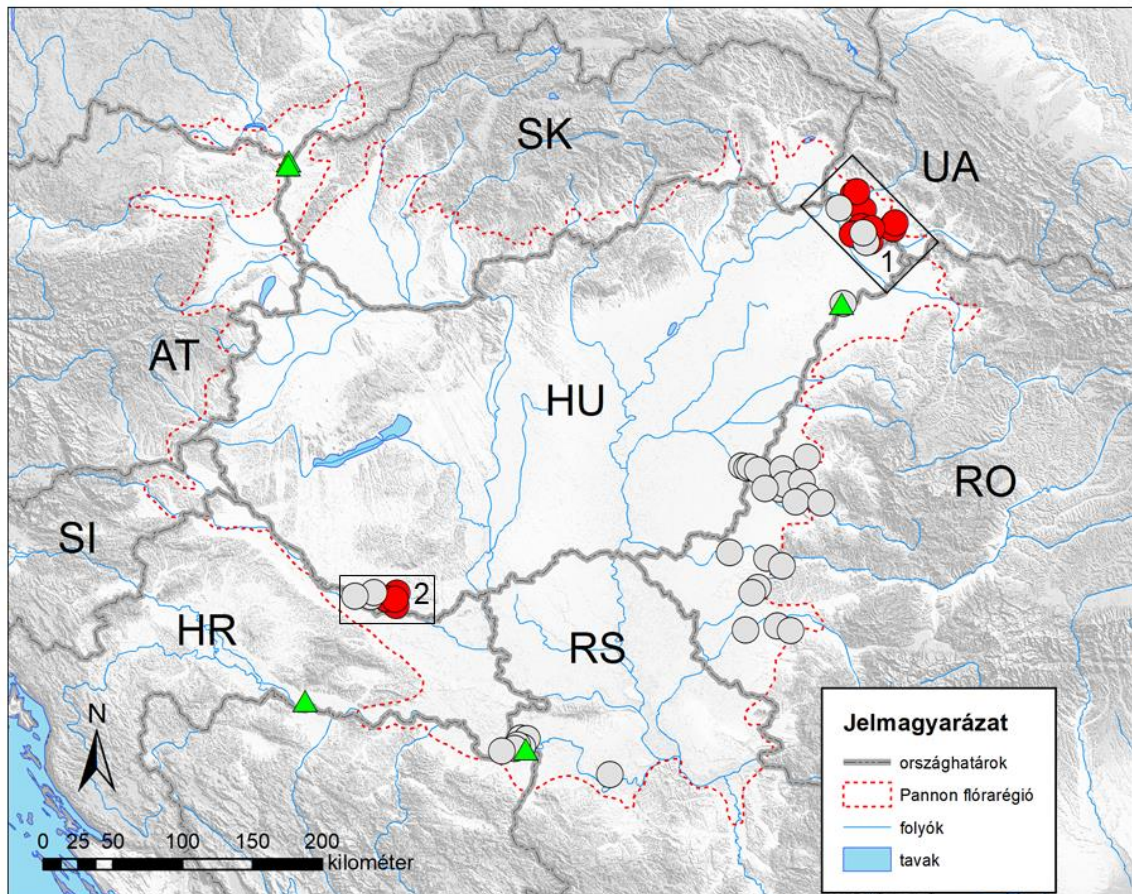 SK
UA
1
AT
HU
RO
SI
2
HR
RS
N
0 25 50 100 150 200
kilométer
Jelmagyarázat
országhatárok
Pannon flórarégió
folyók
tavak